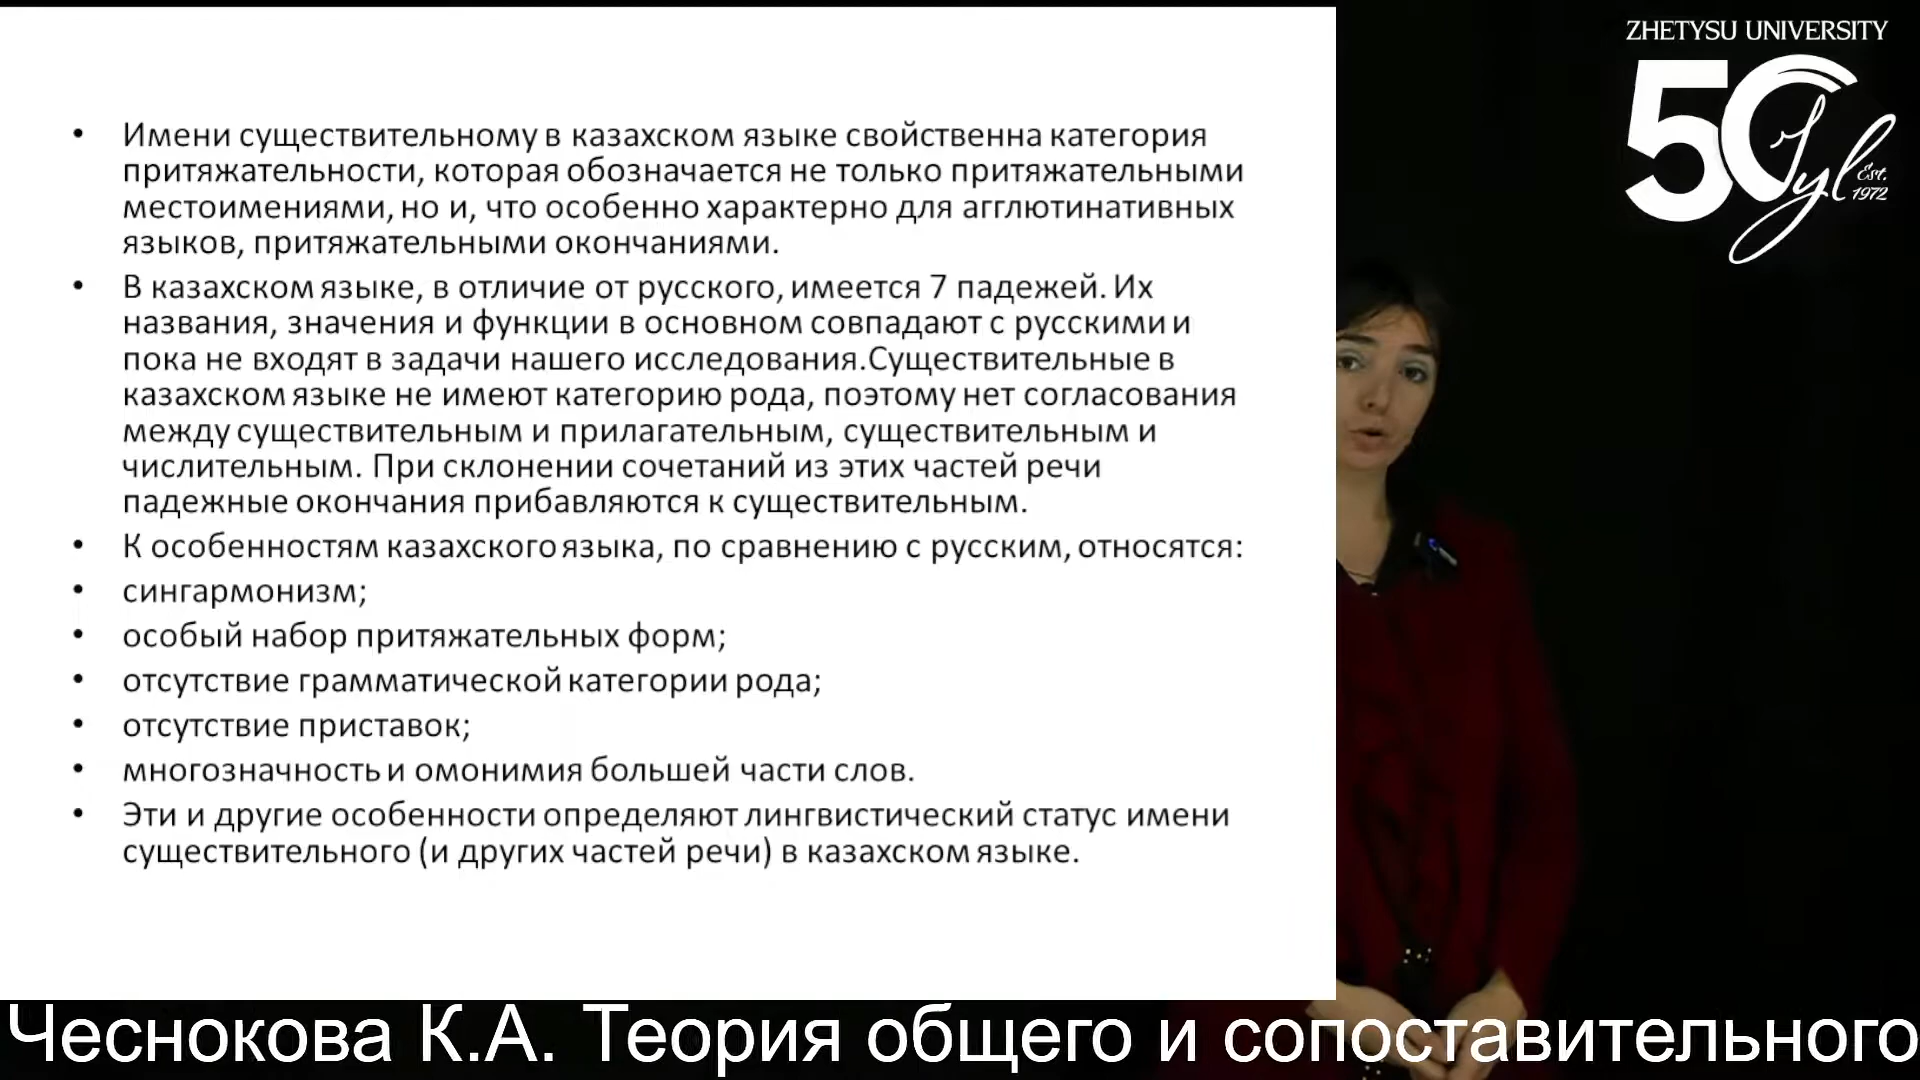 ZHETYSU UNIVERSITY
50
Jyl
Est.
1972
• Имени существительному в казахском языке свойственна категория
притяжательности, которая обозначается не только притяжательными
местоимениями, но и, что особенно характерно для агглютинативных
языков, притяжательными окончаниями.
• В казахском языке, в отличие от русского, имеется 7 падежей. Их
названия, значения и функции в основном совпадают с русскими и
пока не входят в задачи нашего исследования.Существительные в
казахском языке не имеют категорию рода, поэтому нет согласования
между существительным и прилагательным, существительным и
числительным. При склонении сочетаний из этих частей речи
падежные окончания прибавляются к существительным.
• К особенностям казахского языка, по сравнению с русским, относятся:
• сингармонизм;
• особый набор притяжательных форм;
• отсутствие грамматической категории рода;
• отсутствие приставок;
• многозначность и омонимия большей части слов.
• Эти и другие особенности определяют лингвистический статус имени
существительного (и других частей речи) в казахском языке.
Чеснокова К.А. Теория общего и сопоставительного